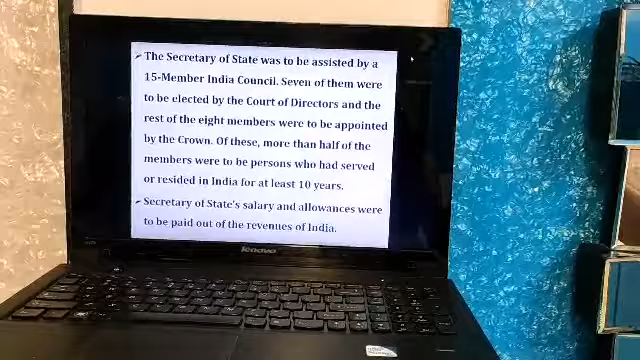 The Secretary of State was to be assisted by a
15-Member India Council. Seven of them were
to be elected by the Court of Directors and the
rest of the eight members were to be appointed
by the Crown. Of these, more than half of the
members were to be persons who had served
or resided in India for at least 10 years.
Secretary of State's salary and allowances were
to be paid out of the revenues of India.
lenovo